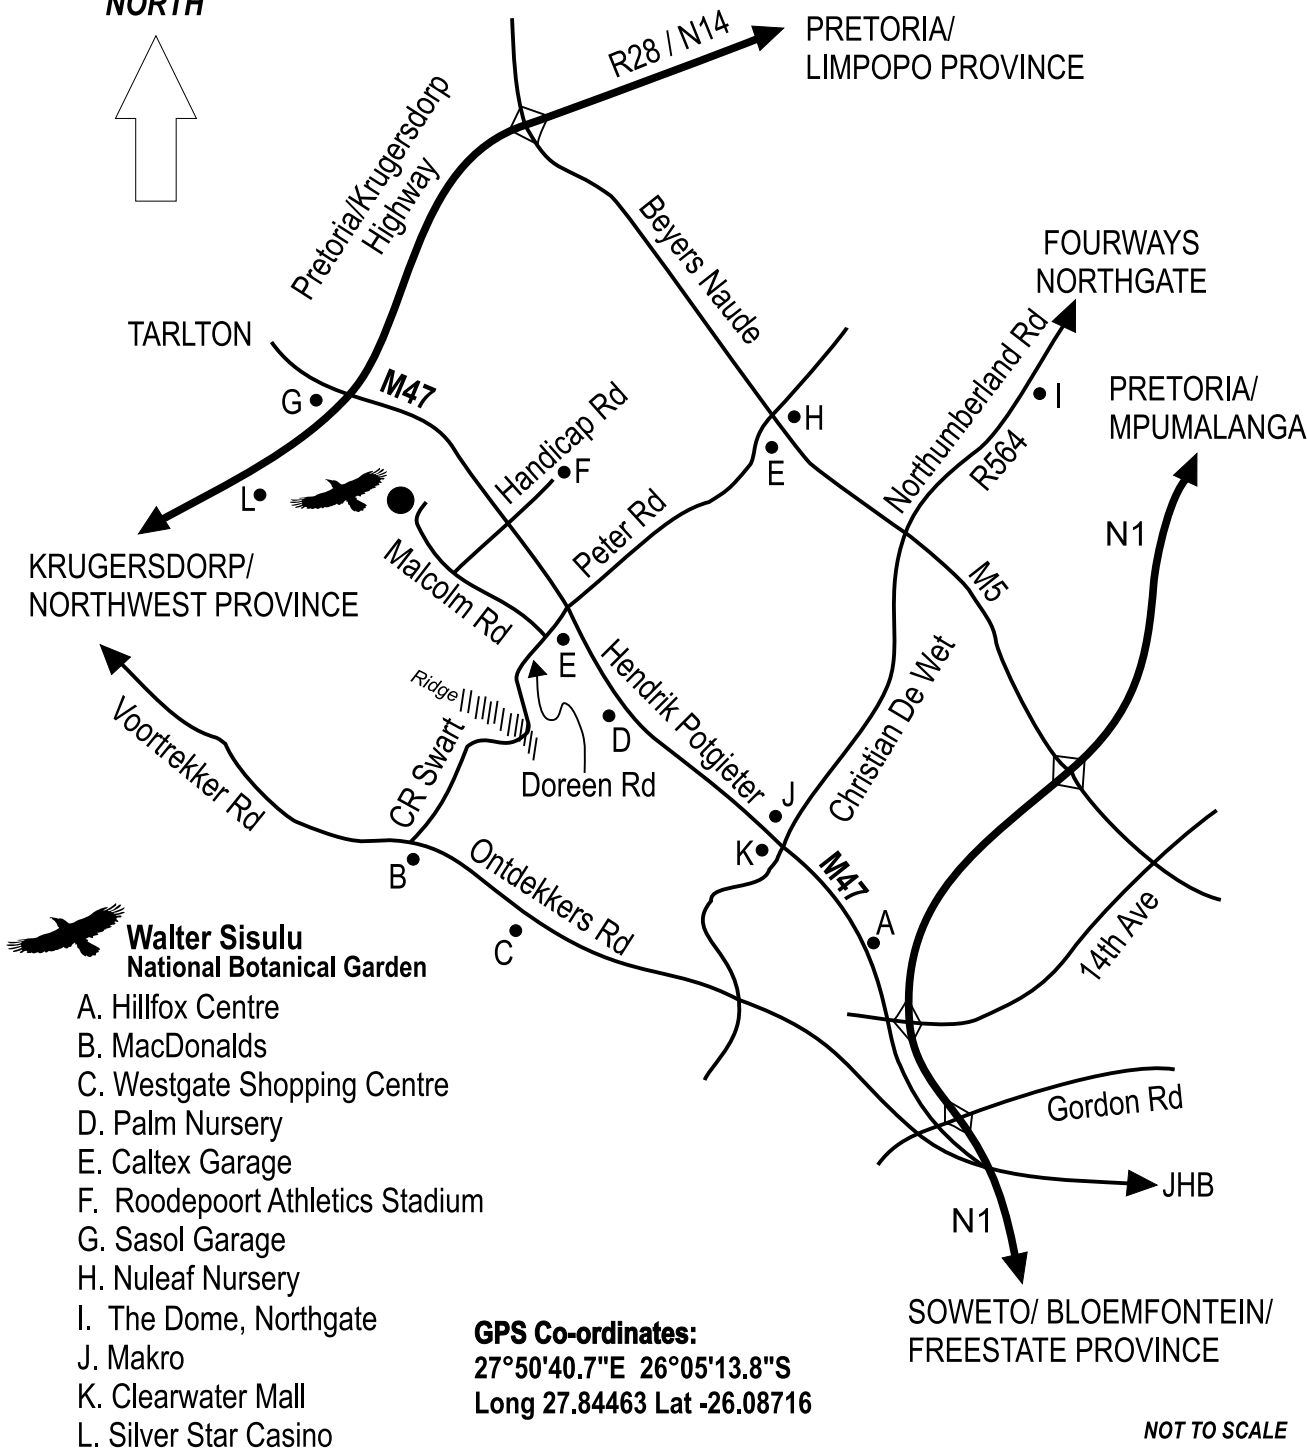 NORTH
R28 / N14
PRETORIA/
LIMPOPO PROVINCE
Pretoria/Krugersdorp
Highway
Beyers Naude
FOURWAYS
NORTHGATE
TARLTON
M47
G
Handicap Rd
F
H
E
Northumberland Rd
I
R564
PRETORIA/
MPUMALANGA
L
N1
KRUGERSDORP/
NORTHWEST PROVINCE
Malcolm Rd
Peter Rd
M5
E
Ridge
Hendrik Potgieter
Christian De Wet
Voortrekker Rd
CR Swart
D
Doreen Rd
J
K
B
Ontdekkers Rd
M47
C
A
14th Ave
Walter Sisulu
National Botanical Garden
A. Hillfox Centre
B. MacDonalds
C. Westgate Shopping Centre
D. Palm Nursery
E. Caltex Garage
F. Roodepoort Athletics Stadium
G. Sasol Garage
H. Nuleaf Nursery
I. The Dome, Northgate
J. Makro
K. Clearwater Mall
L. Silver Star Casino
Gordon Rd
JHB
N1
SOWETO/ BLOEMFONTEIN/
FREESTATE PROVINCE
GPS Co-ordinates:
27°50'40.7"E 26°05'13.8"S
Long 27.84463 Lat -26.08716
NOT TO SCALE